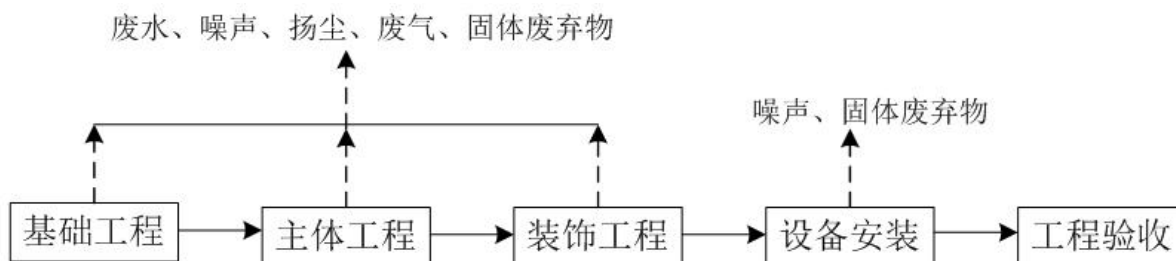 废水、噪声、扬尘、废气、固体废弃物
噪声、固体废弃物
基础工程 主体工程 装饰工程 设备安装 工程验收